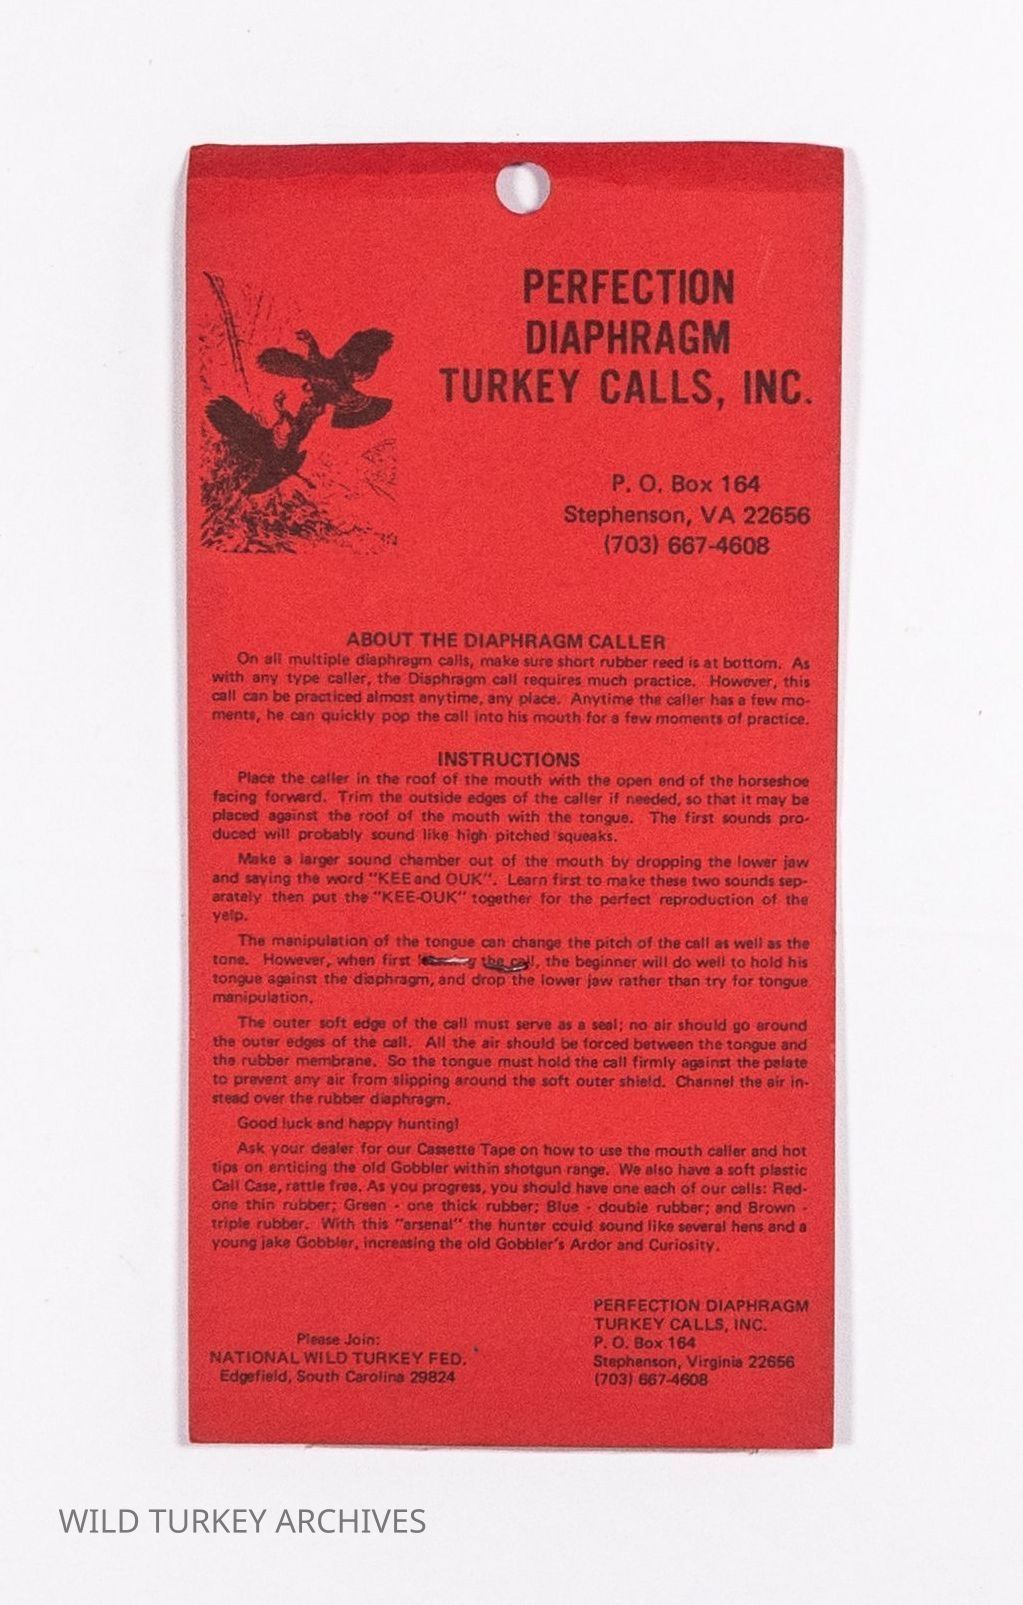 PERFECTION
DIAPHRAGM
TURKEY CALLS, INC.
P. O. Box 164
Stephenson, VA 22656
(703) 667-4608
ABOUT THE DIAPHRAGM CALLER
On all multiple diaphragm calls, make sure short rubber reed is at bottom. As
with any type caller, the Diaphragm call requires much practice. However, this
call can be practiced almost anytime, any place. Anytime the caller has a few mo-
ments, he can quickly pop the call into his mouth for a few moments of practice.
INSTRUCTIONS
Place the caller in the roof of the mouth with the open end of the horseshoe
facing forward. Trim the outside edges of the caller if needed, so that it may be
placed against the roof of the mouth with the tongue. The first sounds pro-
duced will probably sound like high pitched squeaks.
Make a larger sound chamber out of the mouth by dropping the lower jaw
and saying the word "KEE and OUK". Learn first to make these two sounds sep-
arately then put the "KEE-OUK" together for the perfect reproduction of the
yelp.
The manipulation of the tongue can change the pitch of the call as well as the
tone. However, when first the call, the beginner will do well to hold his
tongue against the diaphragm, and drop the lower jaw rather than try for tongue
manipulation.
The outer soft edge of the call must serve as a seal; no air should go around
the outer edges of the call. All the air should be forced between the tongue and
the rubber membrane. So the tongue must hold the call firmly against the palate
to prevent any air from slipping around the soft outer shield. Channel the air in-
stead over the rubber diaphragm.
Good luck and happy hunting!
Ask your dealer for our Cassette Tape on how to use the mouth caller and hot
tips on enticing the old Gobbler within shotgun range. We also have a soft plastic
Call Case, rattle free. As you progress, you should have one each of our calls: Red-
one thin rubber; Green - one thick rubber; Blue - double rubber; and Brown -
triple rubber. With this "arsenal" the hunter could sound like several hens and a
young jake Gobbler, increasing the old Gobbler's Ardor and Curiosity.
Please Join:
NATIONAL WILD TURKEY FED.
Edgefield, South Carolina 29824
PERFECTION DIAPHRAGM
TURKEY CALLS, INC.
P. O. Box 164
Stephenson, Virginia 22656
(703) 667-4608
WILD TURKEY ARCHIVES